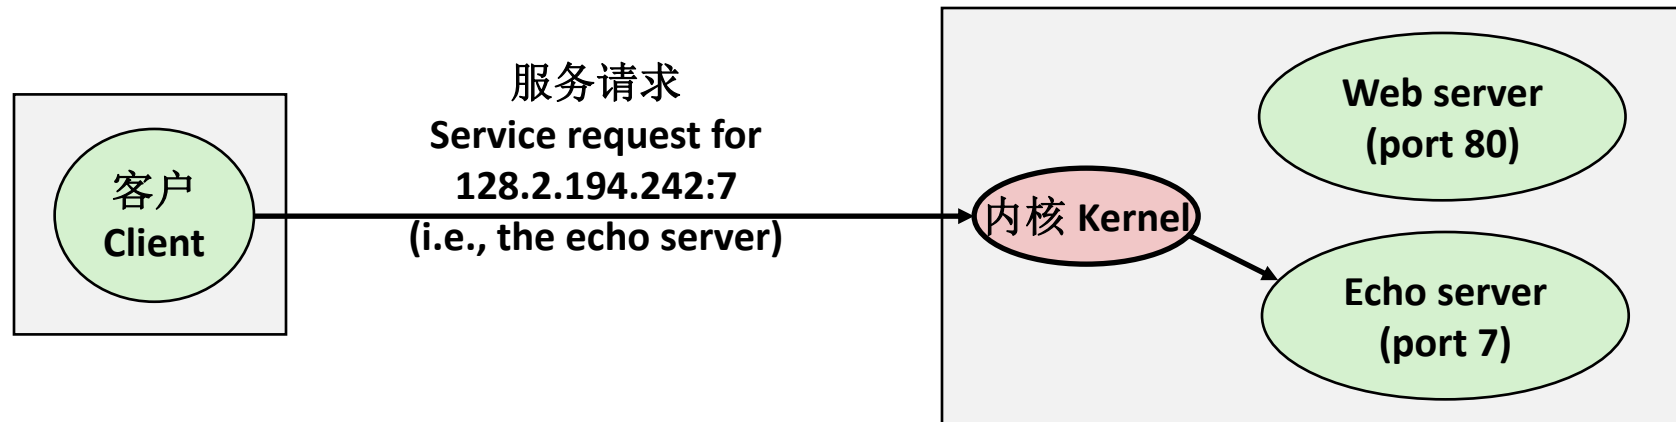 服务请求
Service request for
128.2.194.242:7
(i.e., the echo server)
客户
Client
内核 Kernel
Web server
(port 80)
Echo server
(port 7)